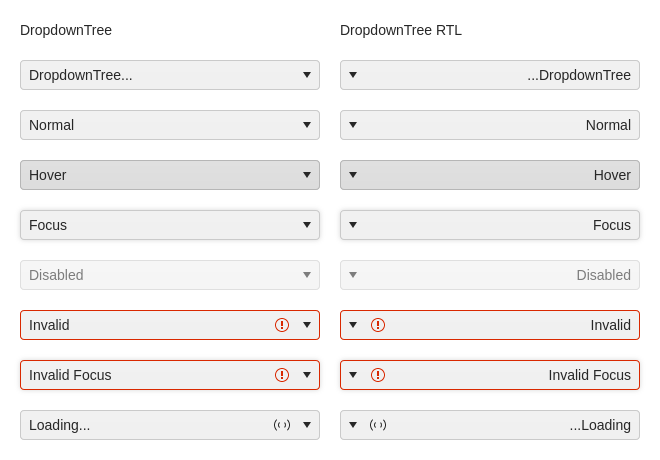 DropdownTree
DropdownTree RTL
DropdownTree...
...DropdownTree
Normal
Normal
Hover
Hover
Focus
Focus
Disabled
Disabled
Invalid
Invalid
Invalid Focus
Invalid Focus
Loading...
...Loading